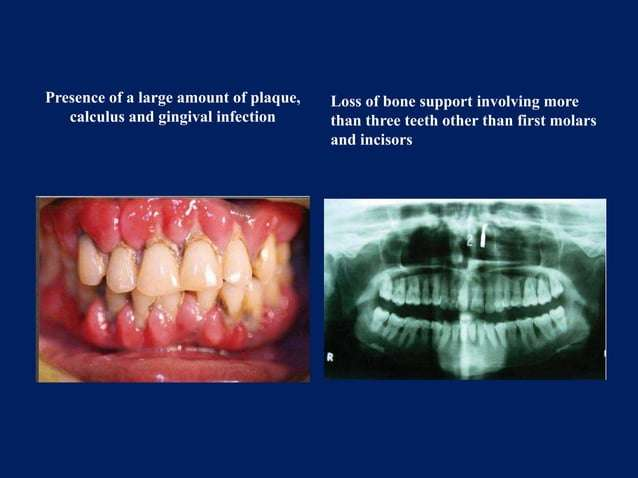 Presence of a large amount of plaque,
calculus and gingival infection
Loss of bone support involving more
than three teeth other than first molars
and incisors
2
R